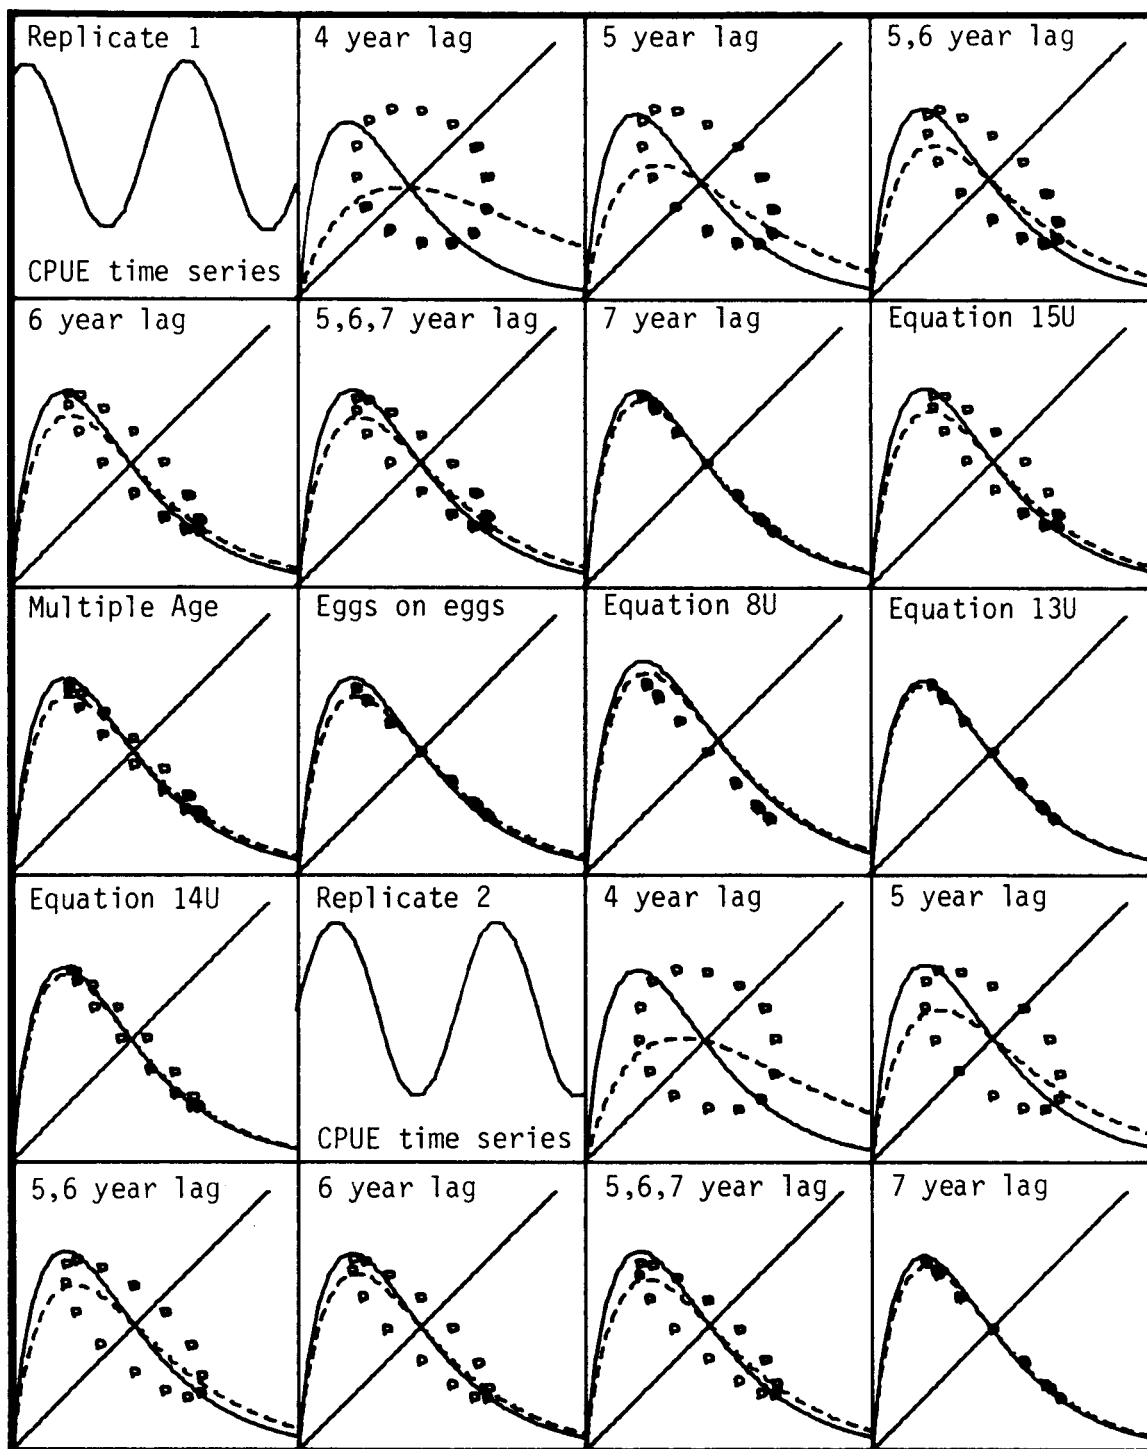 Replicate 1
CPUE time series
4 year lag
5 year lag
5,6 year lag
6 year lag
5,6,7 year lag
7 year lag
Equation 15U
Multiple Age
Eggs on eggs
Equation 8U
Equation 13U
Equation 14U
Replicate 2
CPUE time series
4 year lag
5 year lag
5,6 year lag
6 year lag
5,6,7 year lag
7 year lag